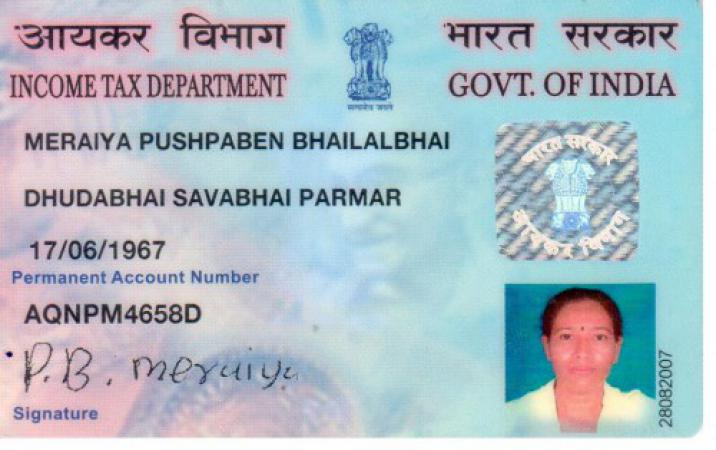 आयकर विभाग
भारत सरकार
INCOME TAX DEPARTMENT
GOVT. OF INDIA
सत्यमेव जयते
MERAIYA PUSHPABEN BHAILALBHAI
DHUDABHAI SAVABHAI PARMAR
17/06/1967
Permanent Account Number
AQNPM4658D
P.B. meraiya
Signature
भारत सरकार
आयकर विभाग
28082007